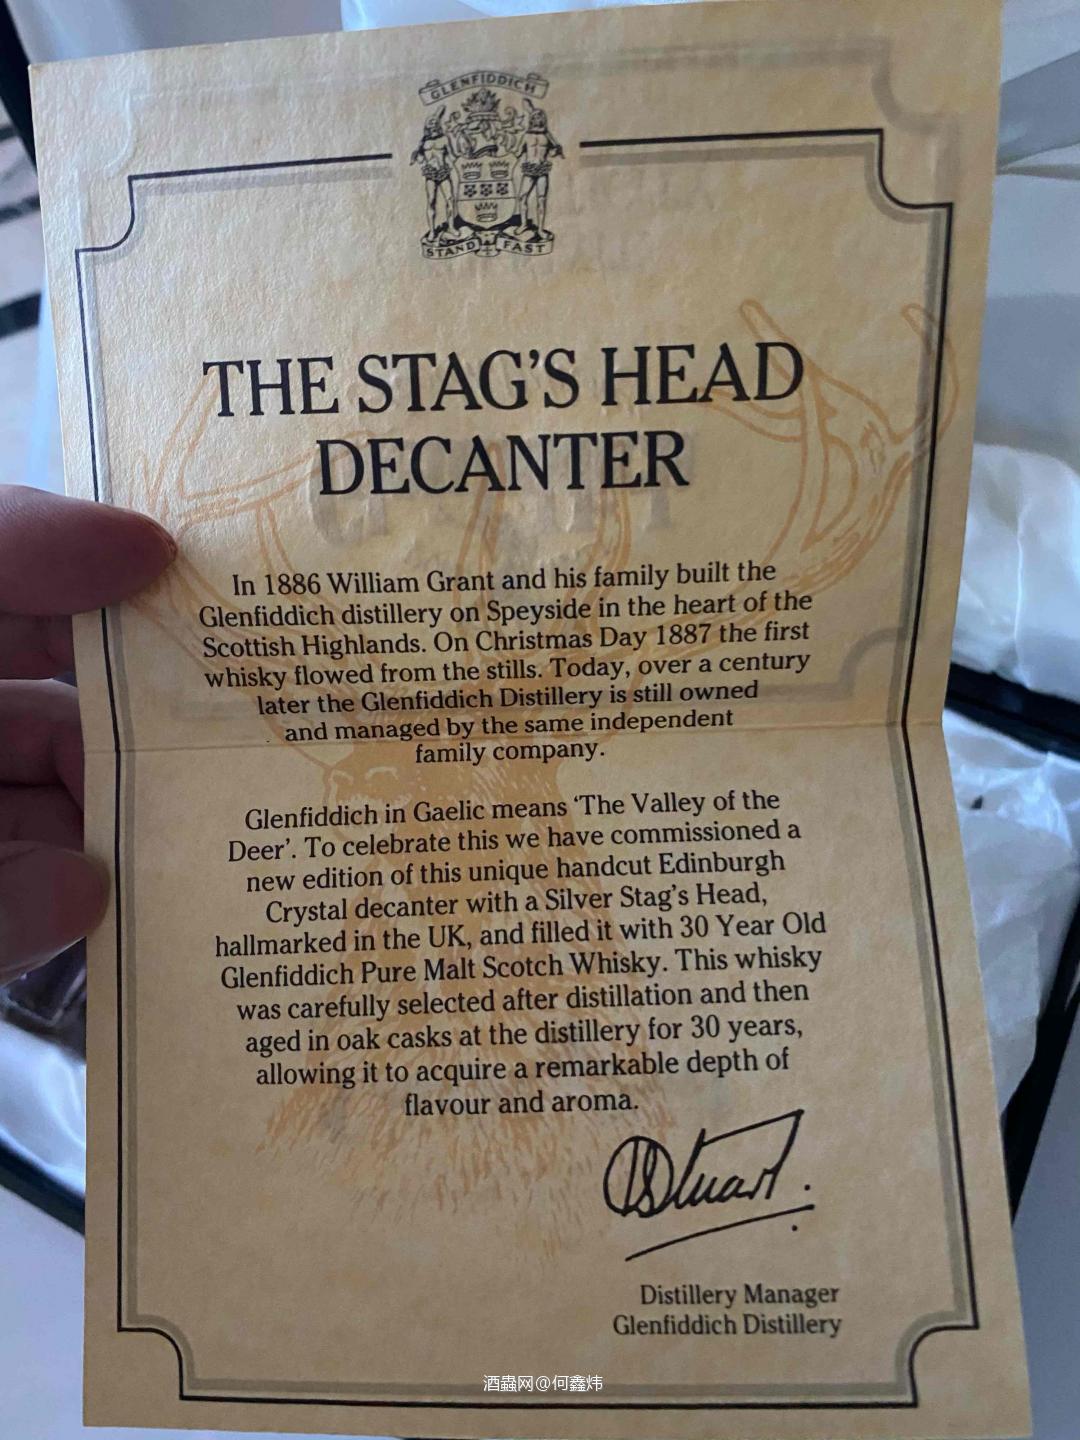 GLENFIDDICH
STAND FAST
THE STAG'S HEAD
DECANTER
In 1886 William Grant and his family built the
Glenfiddich distillery on Speyside in the heart of the
Scottish Highlands. On Christmas Day 1887 the first
whisky flowed from the stills. Today, over a century
later the Glenfiddich Distillery is still owned
and managed by the same independent
family company.
Glenfiddich in Gaelic means ‘The Valley of the
Deer’. To celebrate this we have commissioned a
new edition of this unique handcut Edinburgh
Crystal decanter with a Silver Stag's Head,
hallmarked in the UK, and filled it with 30 Year Old
Glenfiddich Pure Malt Scotch Whisky. This whisky
was carefully selected after distillation and then
aged in oak casks at the distillery for 30 years,
allowing it to acquire a remarkable depth of
flavour and aroma.
DStuart.
Distillery Manager
Glenfiddich Distillery
酒蟲网@何鑫炜